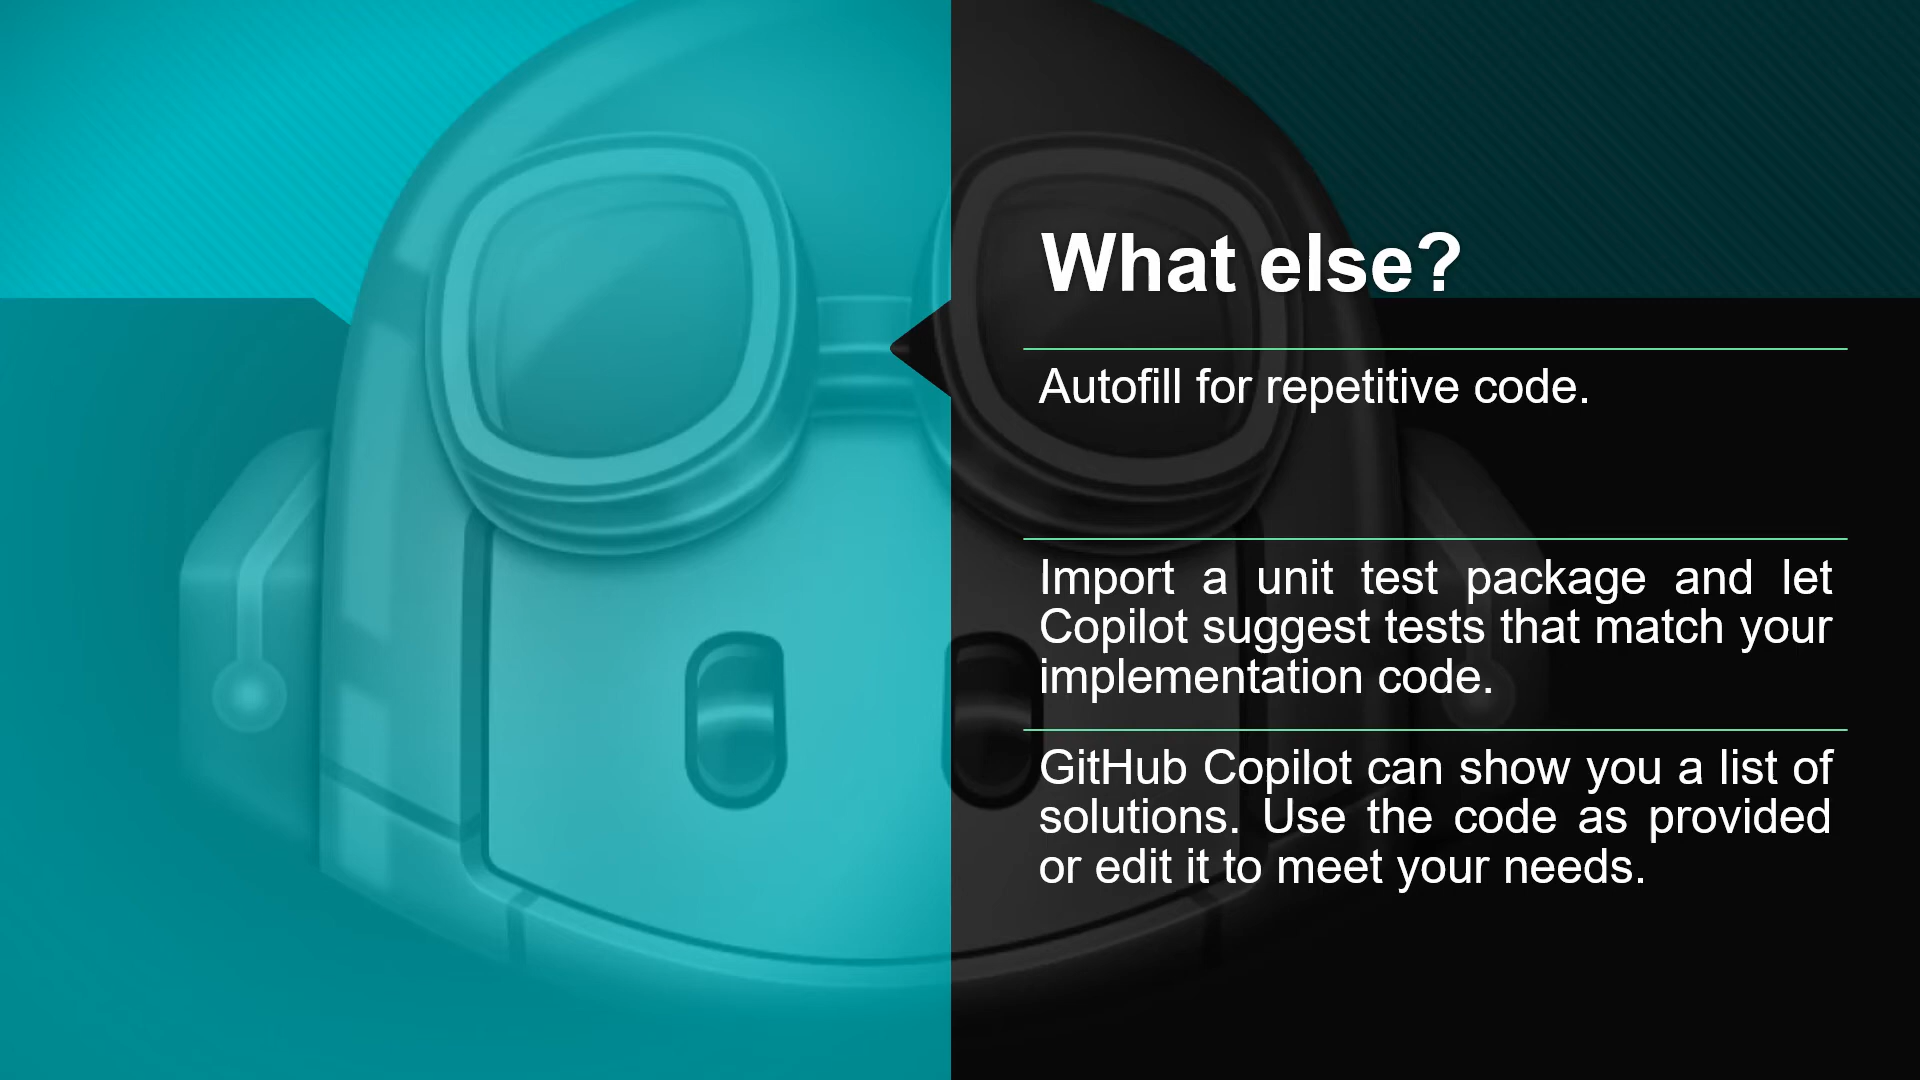 What else?
Autofill for repetitive code.
Import a unit test package and let
Copilot suggest tests that match your
implementation code.
GitHub Copilot can show you a list of
solutions. Use the code as provided
or edit it to meet your needs.